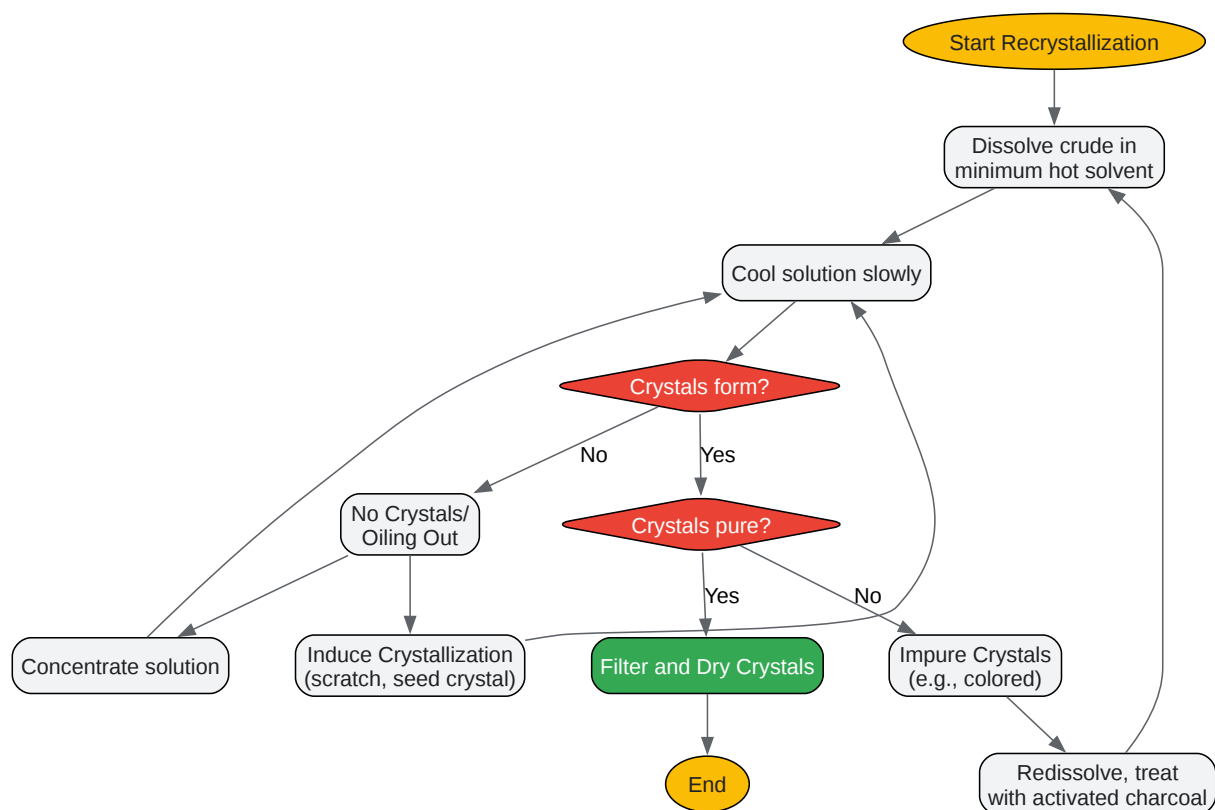 Start Recrystallization
Dissolve crude in
minimum hot solvent
Cool solution slowly
Crystals form?
No
Yes
No Crystals/
Oiling Out
Crystals pure?
Yes
No
Concentrate solution
Induce Crystallization
(scratch, seed crystal)
Filter and Dry Crystals
Impure Crystals
(e.g., colored)
End
Redissolve, treat
with activated charcoal